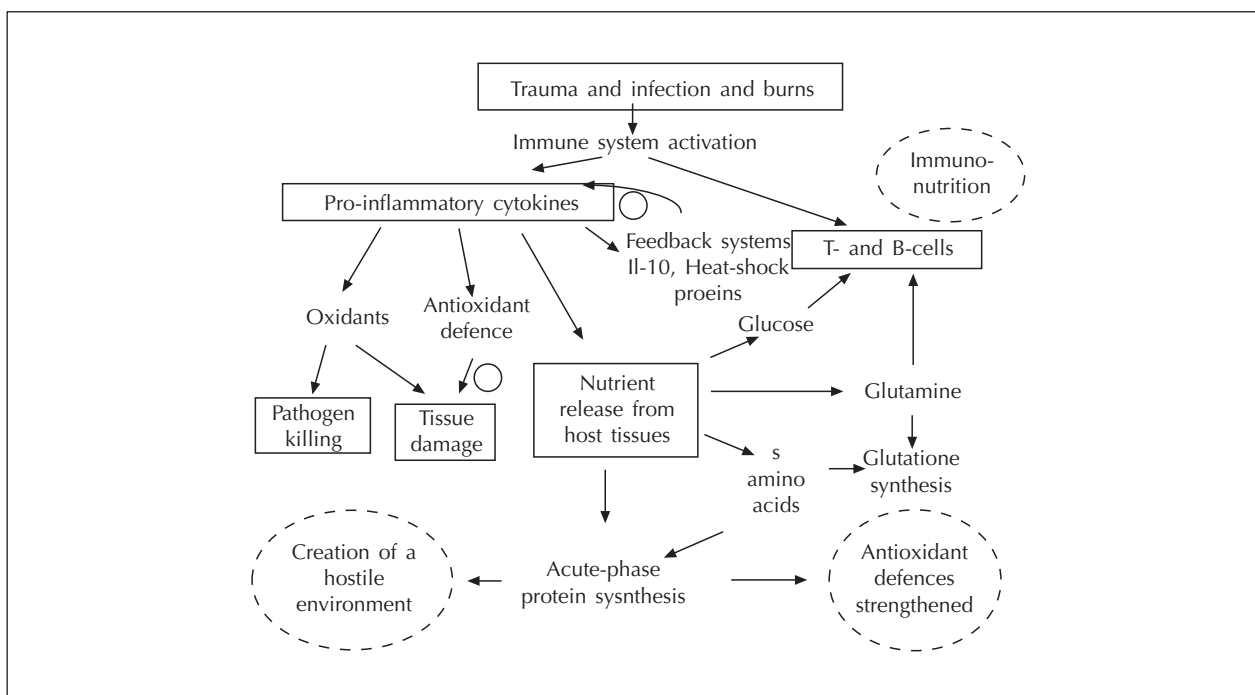 Trauma and infection and burns
Immune system activation
Immuno-
nutrition
Pro-inflammatory cytokines
Feedback systems
Il-10, Heat-shock
proeins
T- and B-cells
Oxidants
Antioxidant
defence
Glucose
Pathogen
killing
Tissue
damage
Nutrient
release from
host tissues
Glutamine
s
amino
acids
Glutatione
synthesis
Creation of a
hostile
environment
Acute-phase
protein sysnthesis
Antioxidant
defences
strengthened